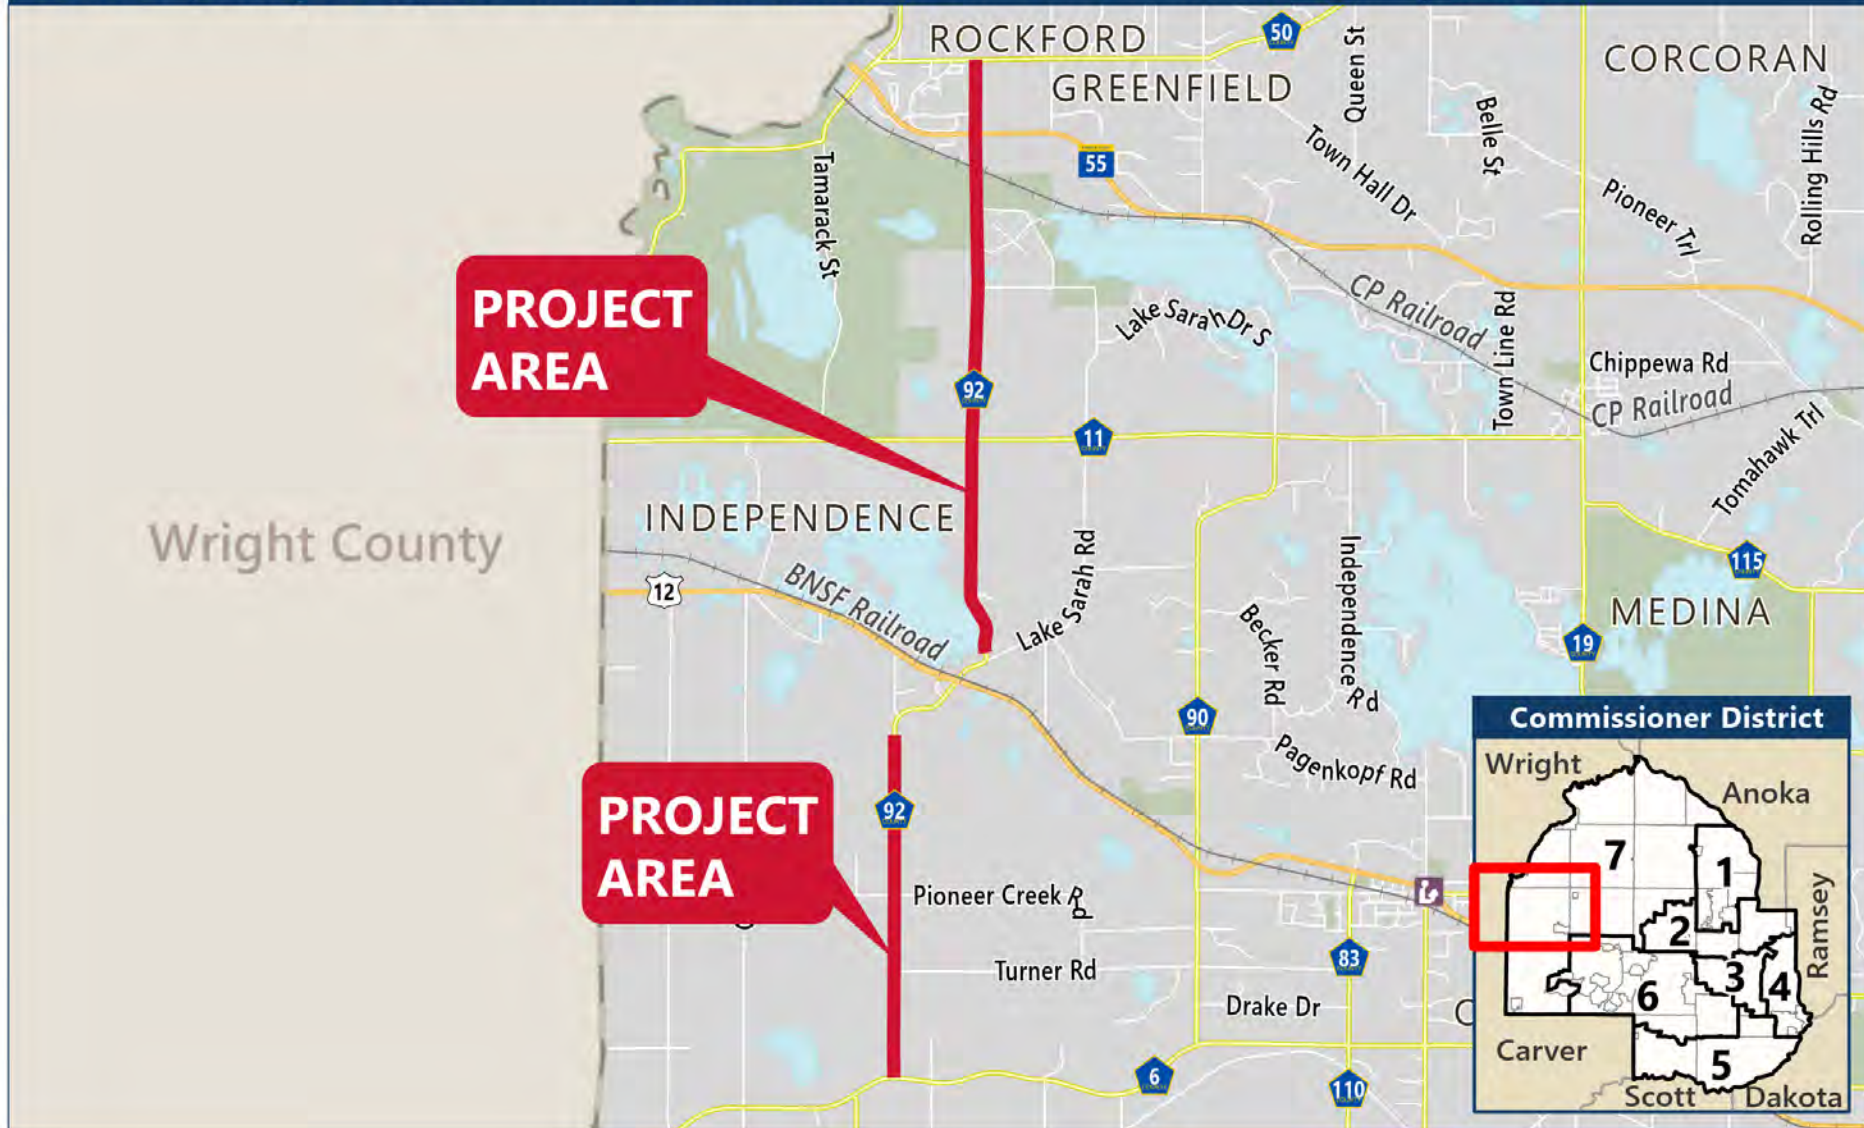 ROCKFORD
50
CORCORAN
GREENFIELD
Queen St
Belle St
Rolling Hills Rd
55
Town Hall Dr
Tamarack St
Pioneer Trl
PROJECT
AREA
CP Railroad
Lake Sarah Dr S
Town Line Rd
Chippewa Rd
92
CP Railroad
11
Tomahawk Trl
INDEPENDENCE
Wright County
Lake Sarah Rd
Independence Rd
115
12
BNSF Railroad
Becker Rd
MEDINA
19
90
Pagenkopf Rd
PROJECT
AREA
92
Pioneer Creek Rd
Turner Rd
83
Drake Dr
6
110
Commissioner District
Wright
Anoka
7
1
Ramsey
2
3
4
6
Carver
5
Scott
Dakota